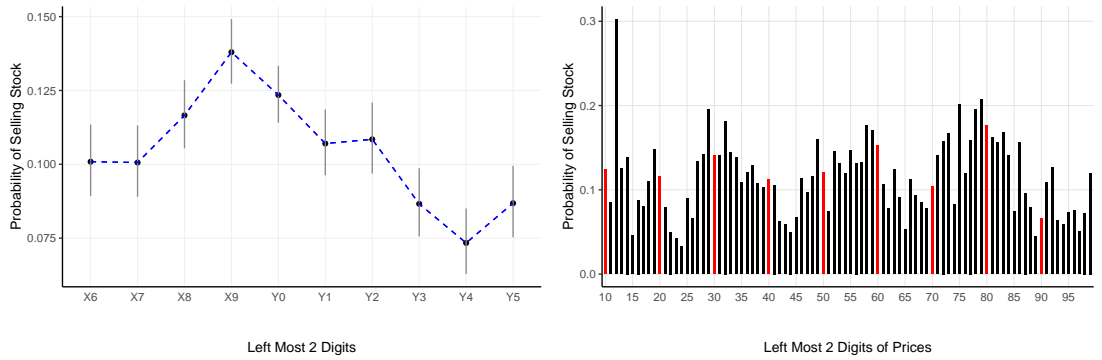 Probability of Selling Stock
0.150
0.125
0.100
0.075
X6 X7 X8 X9 Y0 Y1 Y2 Y3 Y4 Y5
Left Most 2 Digits
Probability of Selling Stock
0.3
0.2
0.1
0.0
10 15 20 25 30 35 40 45 50 55 60 65 70 75 80 85 90 95
Left Most 2 Digits of Prices